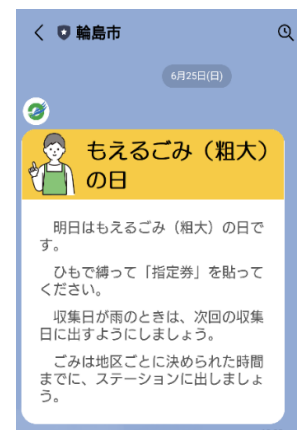 輪島市
6月25日(日)
もえるごみ（粗大）
の日
明日はもえるごみ（粗大）の日で
す。
ひもで縛って「指定券」を貼って
ください。
収集日が雨のときは、次回の収集
日に出すようにしましょう。
ごみは地区ごとに決められた時間
までに、ステーションに出しましょ
う。